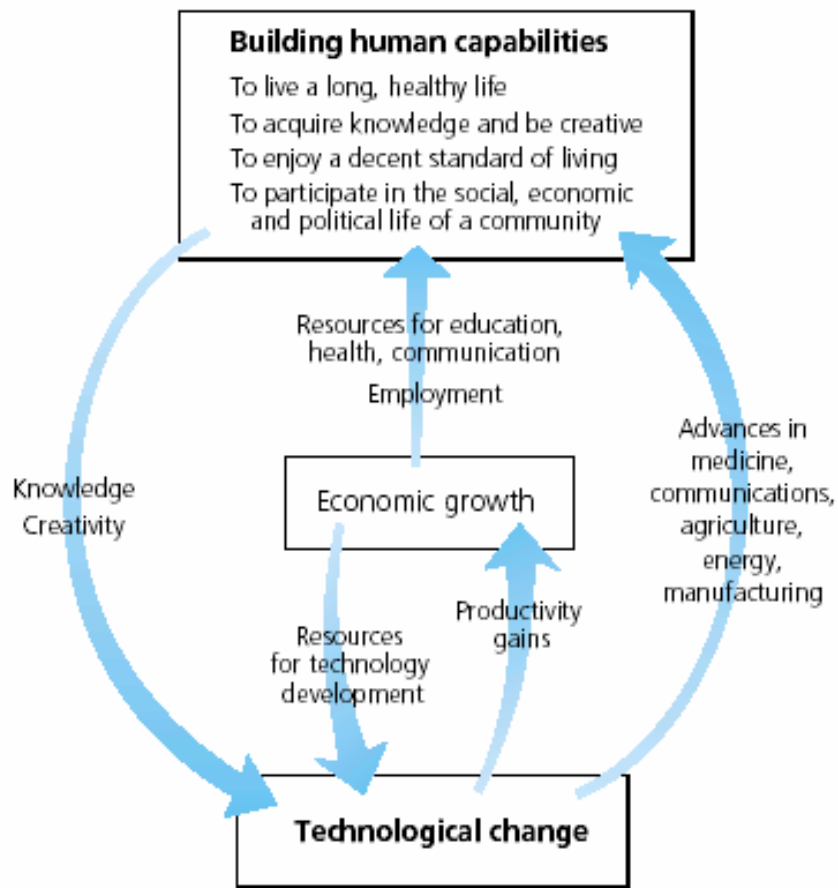 Building human capabilities
To live a long, healthy life
To acquire knowledge and be creative
To enjoy a decent standard of living
To participate in the social, economic
and political life of a community
Resources for education,
health, communication
Employment
Knowledge
Creativity
Economic growth
Advances in
medicine,
communications,
agriculture,
energy,
manufacturing
Resources
for technology
development
Productivity
gains
Technological change